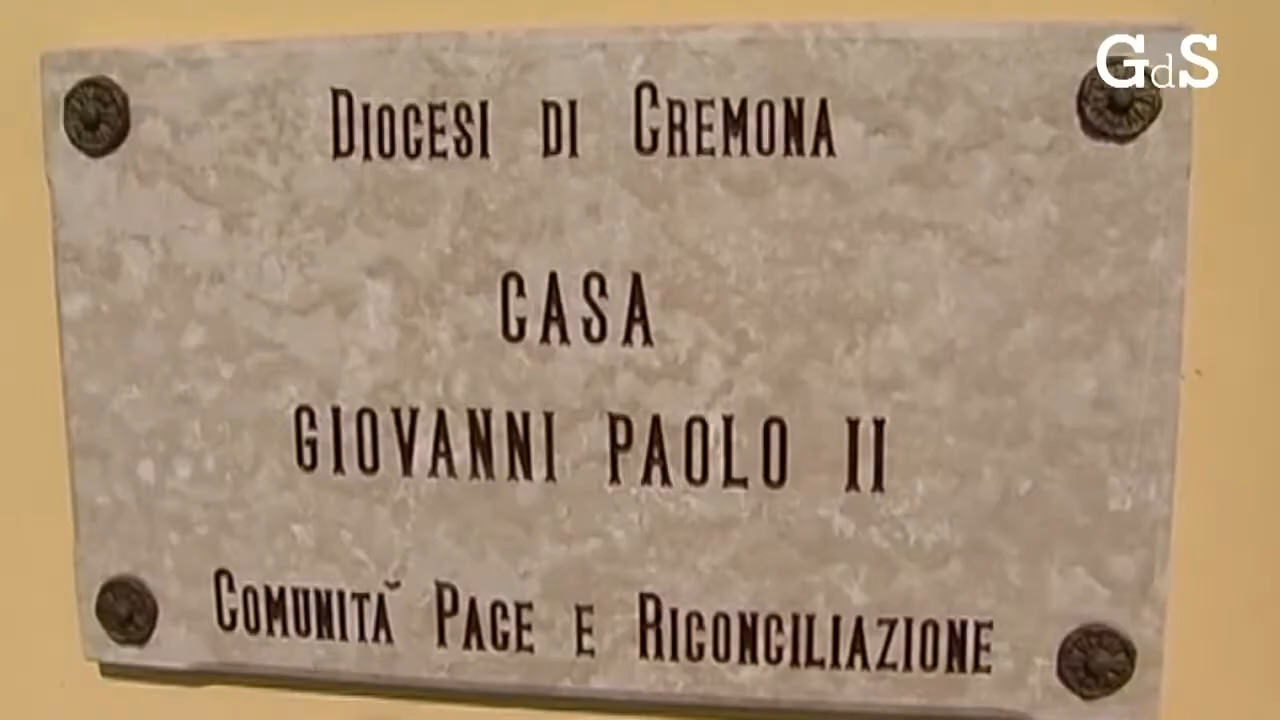 GdS
Diocesi di Cremona
CASA
GIOVANNI PAOLO II
Comunità Pace e Riconciliazione